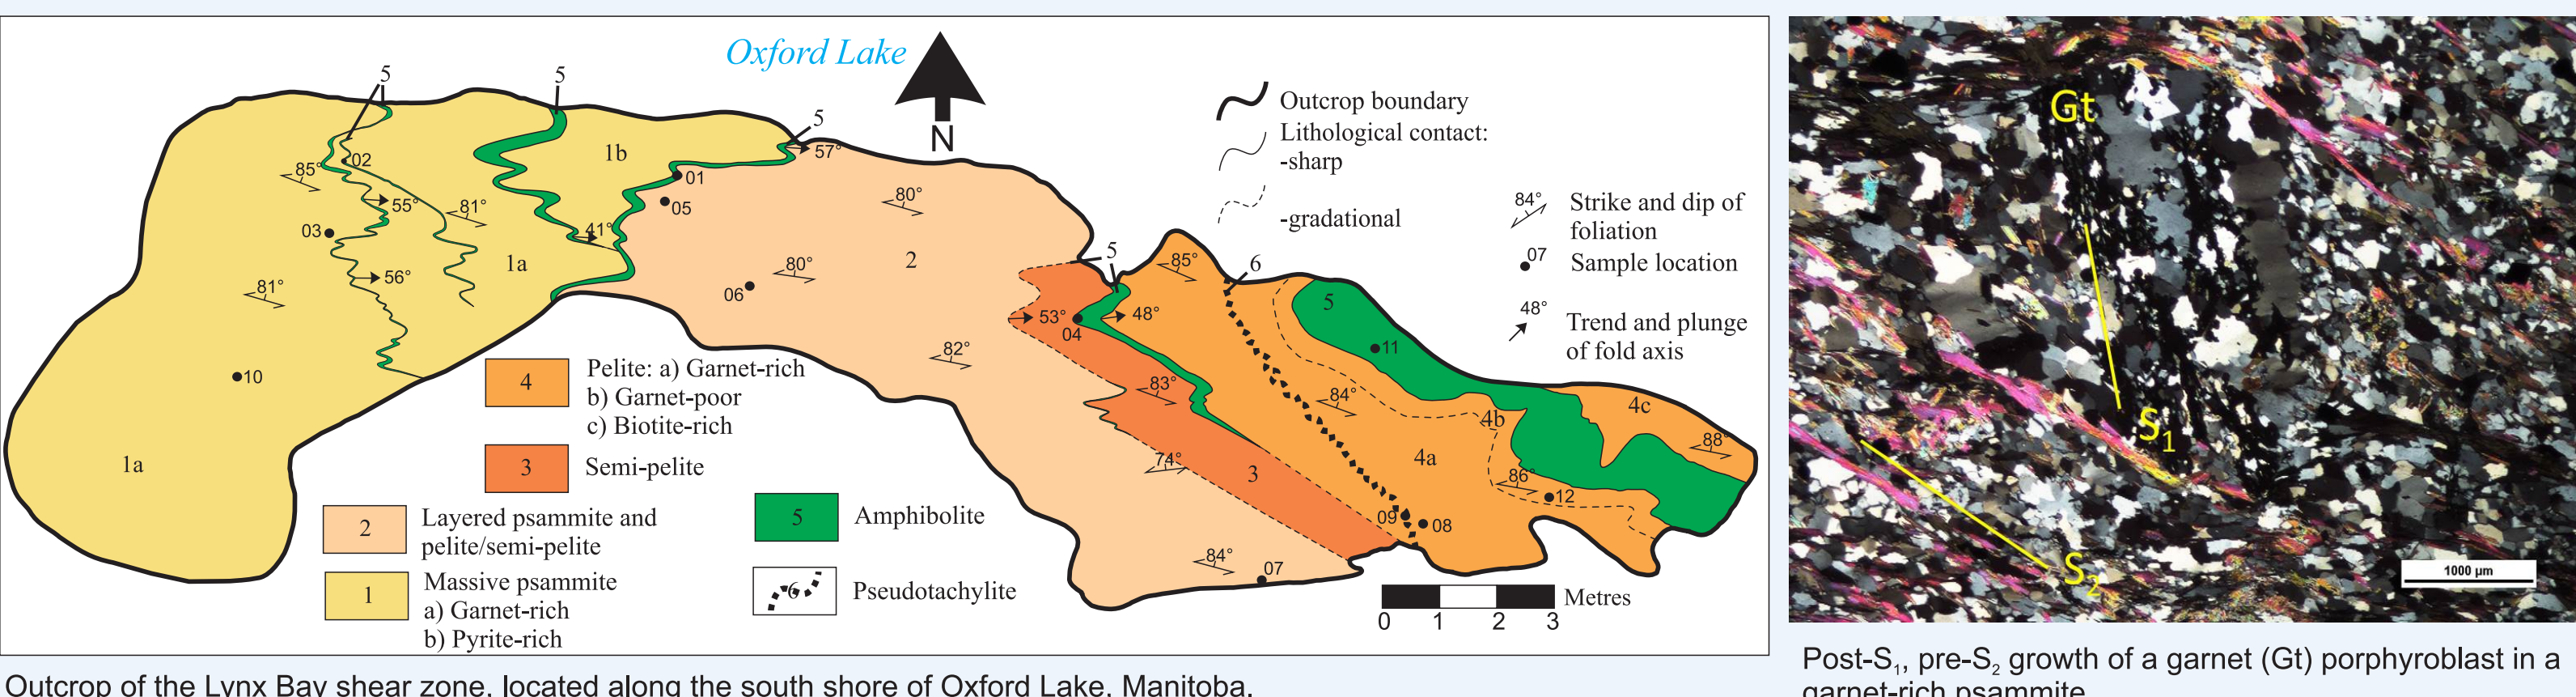 Oxford Lake
N
Outcrop boundary
Lithological contact:
-sharp
-gradational
84°
Strike and dip of
foliation
07
Sample location
48°
Trend and plunge
of fold axis
5
5
5
57°
1b
02
85°
01
05
55°
81°
03
41°
1a
56°
81°
10
1a
80°
80°
2
06
82°
5
53°
04
48°
85°
6
5
11
83°
84°
4b
4c
88°
4a
86°
12
74°
3
09
08
84°
07
4
Pelite: a) Garnet-rich
b) Garnet-poor
c) Biotite-rich
3
Semi-pelite
2
Layered psammite and
pelite/semi-pelite
1
Massive psammite
a) Garnet-rich
b) Pyrite-rich
5
Amphibolite
6
Pseudotachylite
Metres
0 1 2 3
Outcrop of the Lynx Bay shear zone, located along the south shore of Oxford Lake, Manitoba.
Gt
S₁
S₂
1000 µm
Post-S₁, pre-S₂ growth of a garnet (Gt) porphyroblast in a
garnet-rich psammite